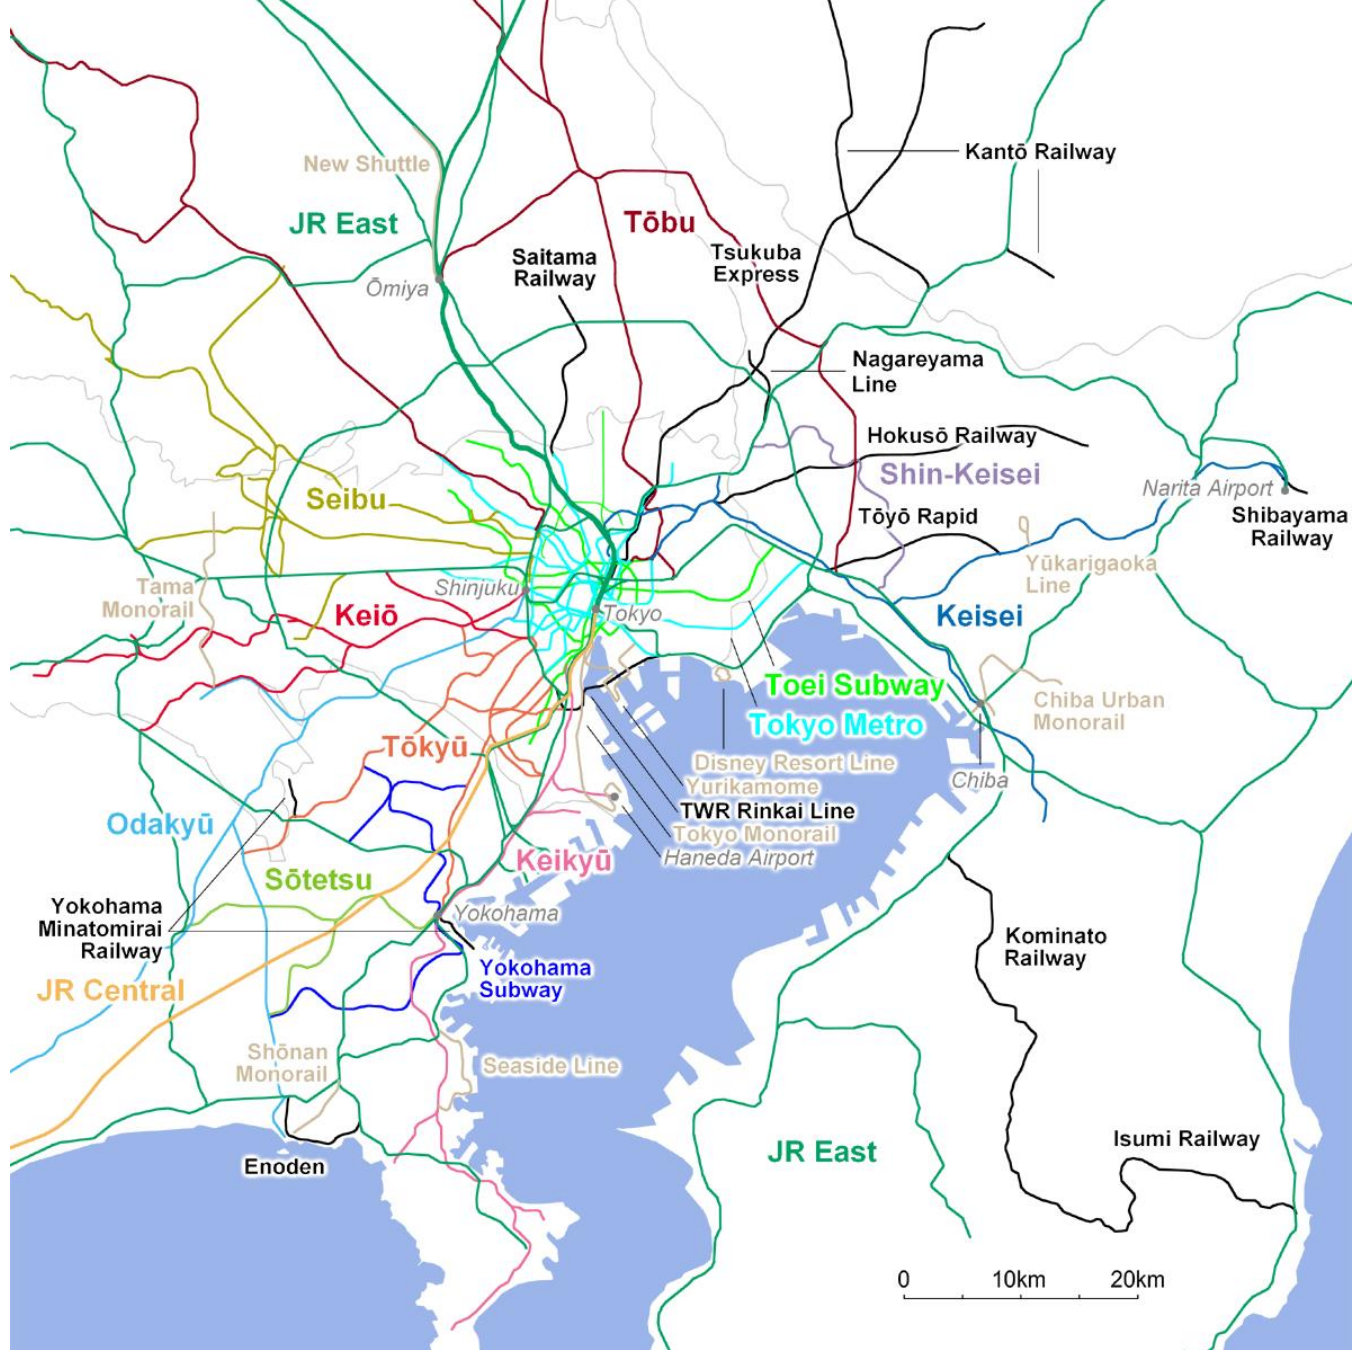 Kantō Railway
New Shuttle
JR East
Tōbu
Saitama
Railway
Tsukuba
Express
Ōmiya
Nagareyama
Line
Hokusō Railway
Shin-Keisei
Seibu
Narita Airport
Shibayama
Railway
Tōyō Rapid
Yūkarigaoka
Line
Tama
Monorail
Shinjuku
Keiō
Tokyo
Keisei
Toei Subway
Tokyo Metro
Chiba Urban
Monorail
Tōkyū
Disney Resort Line
Yurikamome
TWR Rinkai Line
Tokyo Monorail
Haneda Airport
Chiba
Odakyū
Keikyū
Sōtetsu
Yokohama
Minatomirai
Railway
Yokohama
JR Central
Yokohama
Subway
Kominato
Railway
Shōnan
Monorail
Seaside Line
Enoden
JR East
Isumi Railway
0 10km 20km